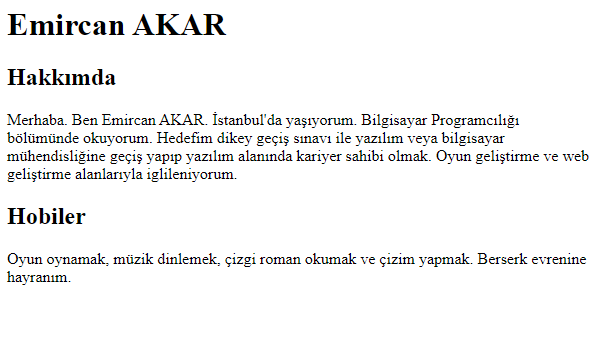 Emircan AKAR
Hakkımda
Merhaba. Ben Emircan AKAR. İstanbul'da yaşıyorum. Bilgisayar Programcılığı
bölümünde okuyorum. Hedefim dikey geçiş sınavı ile yazılım veya bilgisayar
mühendisliğine geçiş yapıp yazılım alanında kariyer sahibi olmak. Oyun geliştirme ve web
geliştirme alanlarıyla iglileniyorum.
Hobiler
Oyun oynamak, müzik dinlemek, çizgi roman okumak ve çizim yapmak. Berserk evrenine
hayranım.